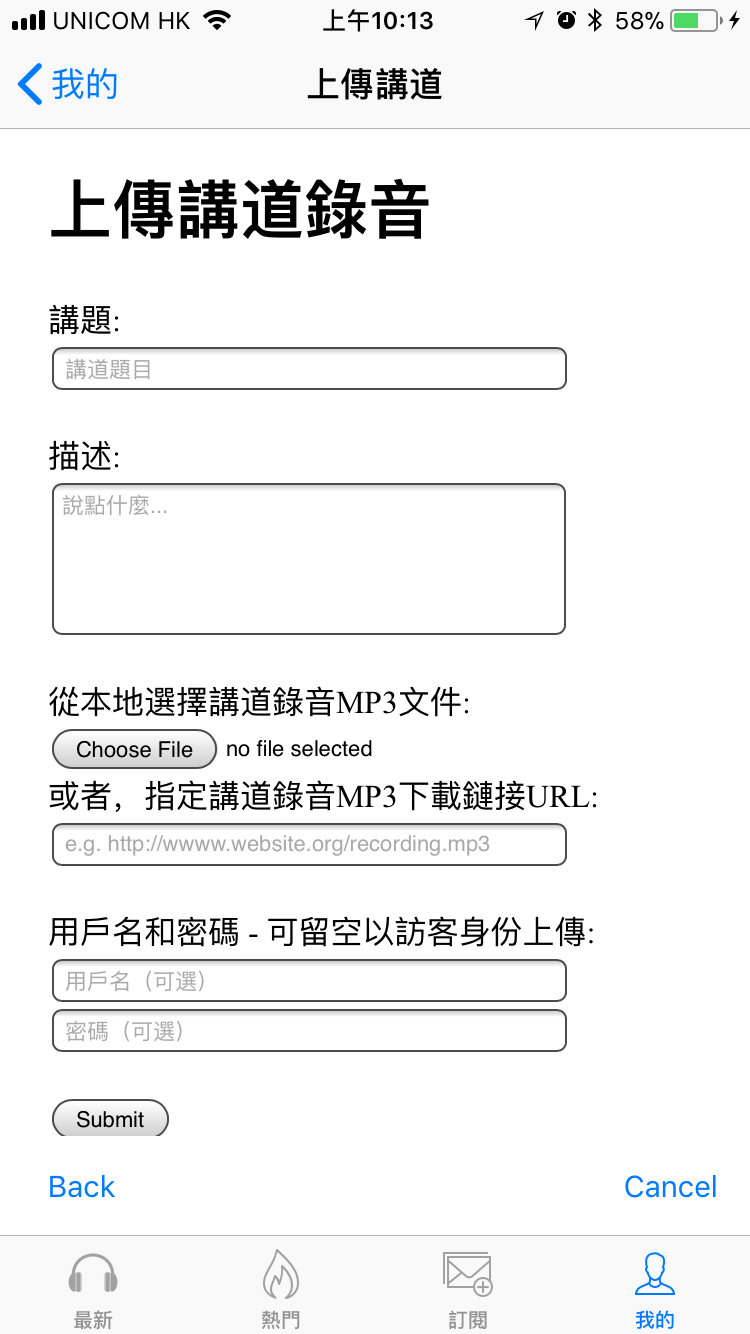 UNICOM HK 上午10:13 58%
我的 上傳講道
上傳講道錄音
講題:
講道題目
描述:
說點什麼...
從本地選擇講道錄音MP3文件:
Choose File no file selected
或者，指定講道錄音MP3下載鏈接URL:
e.g. http://wwww.website.org/recording.mp3
用戶名和密碼 - 可留空以訪客身份上傳:
用戶名（可選）
密碼（可選）
Submit
Back Cancel
最新 熱門 訂閱 我的